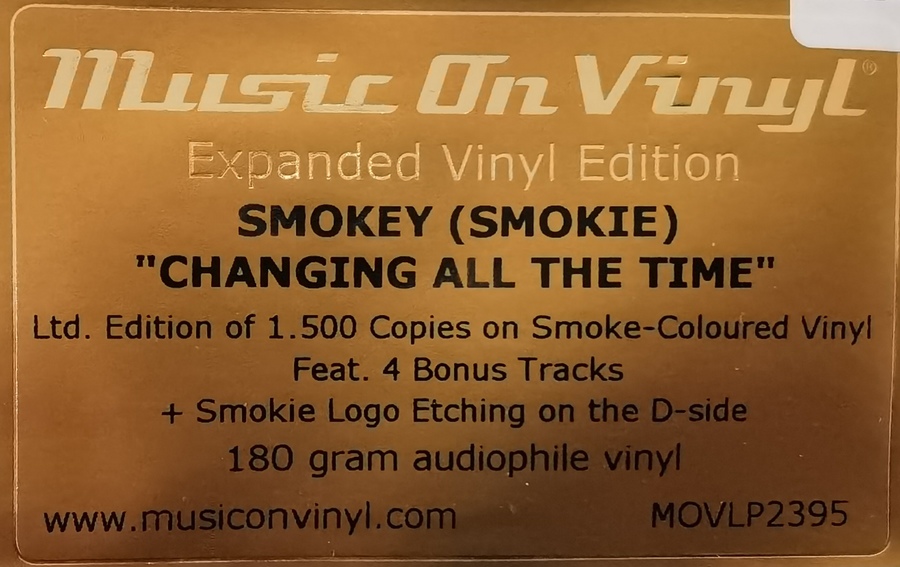 Music On Vinyl®
Expanded Vinyl Edition
SMOKEY (SMOKIE)
"CHANGING ALL THE TIME"
Ltd. Edition of 1.500 Copies on Smoke-Coloured Vinyl
Feat. 4 Bonus Tracks
+ Smokie Logo Etching on the D-side
180 gram audiophile vinyl
www.musiconvinyl.com MOVLP2395